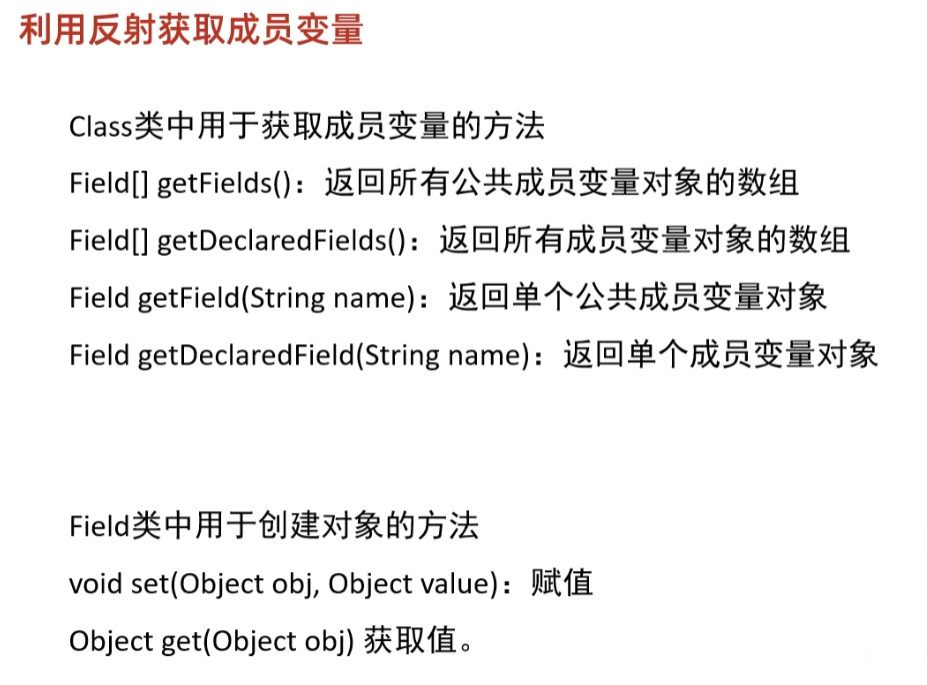 利用反射获取成员变量
Class类中用于获取成员变量的方法
Field[] getFields()：返回所有公共成员变量对象的数组
Field[] getDeclaredFields()：返回所有成员变量对象的数组
Field getField(String name)：返回单个公共成员变量对象
Field getDeclaredField(String name)：返回单个成员变量对象
Field类中用于创建对象的方法
void set(Object obj, Object value)：赋值
Object get(Object obj) 获取值。